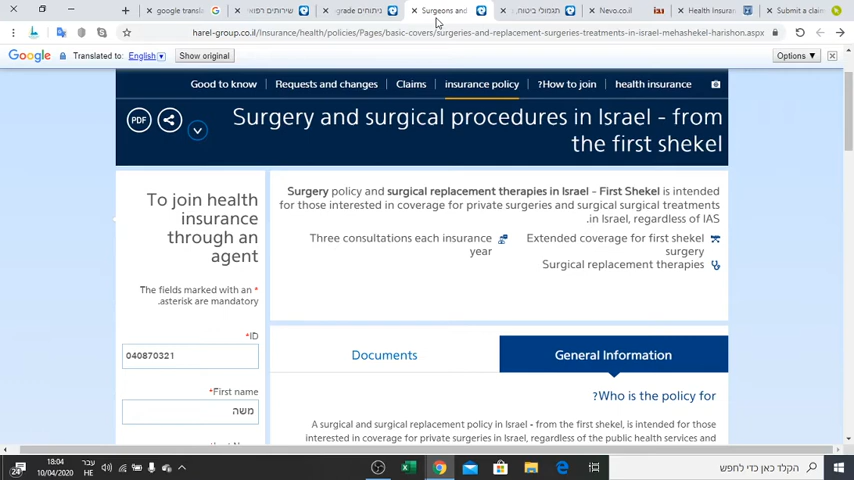 google transl
שירותים רפוא
grade ניתוחים
Surgeons and
תגמולי ביטוח,
Nevo.co.il
Health Insuran
Submit a clai
harel-group.co.il/Insurance/health/policies/Pages/basic-covers/surgeries-and-replacement-surgeries-treatments-in-israel-mehashekel-harishon.aspx
Google Translated to: English Show original Options ▼
Good to know Requests and changes Claims insurance policy ?How to join health insurance
PDF
Surgery and surgical procedures in Israel - from
the first shekel
To join health
insurance
through an
agent
The fields marked with an *
.asterisk are mandatory
*ID
040870321
*First name
משה
Surgery policy and surgical replacement therapies in Israel - First Shekel is intended
for those interested in coverage for private surgeries and surgical surgical treatments
.in Israel, regardless of IAS
Three consultations each insurance
year
Extended coverage for first shekel
surgery
Surgical replacement therapies
Documents
General Information
?Who is the policy for
A surgical and surgical replacement policy in Israel - from the first shekel, is intended for
those interested in coverage for private surgeries in Israel, regardless of the public health services and
18:04
10/04/2020
עבר
HE
24
הקלד כאן כדי לחפש